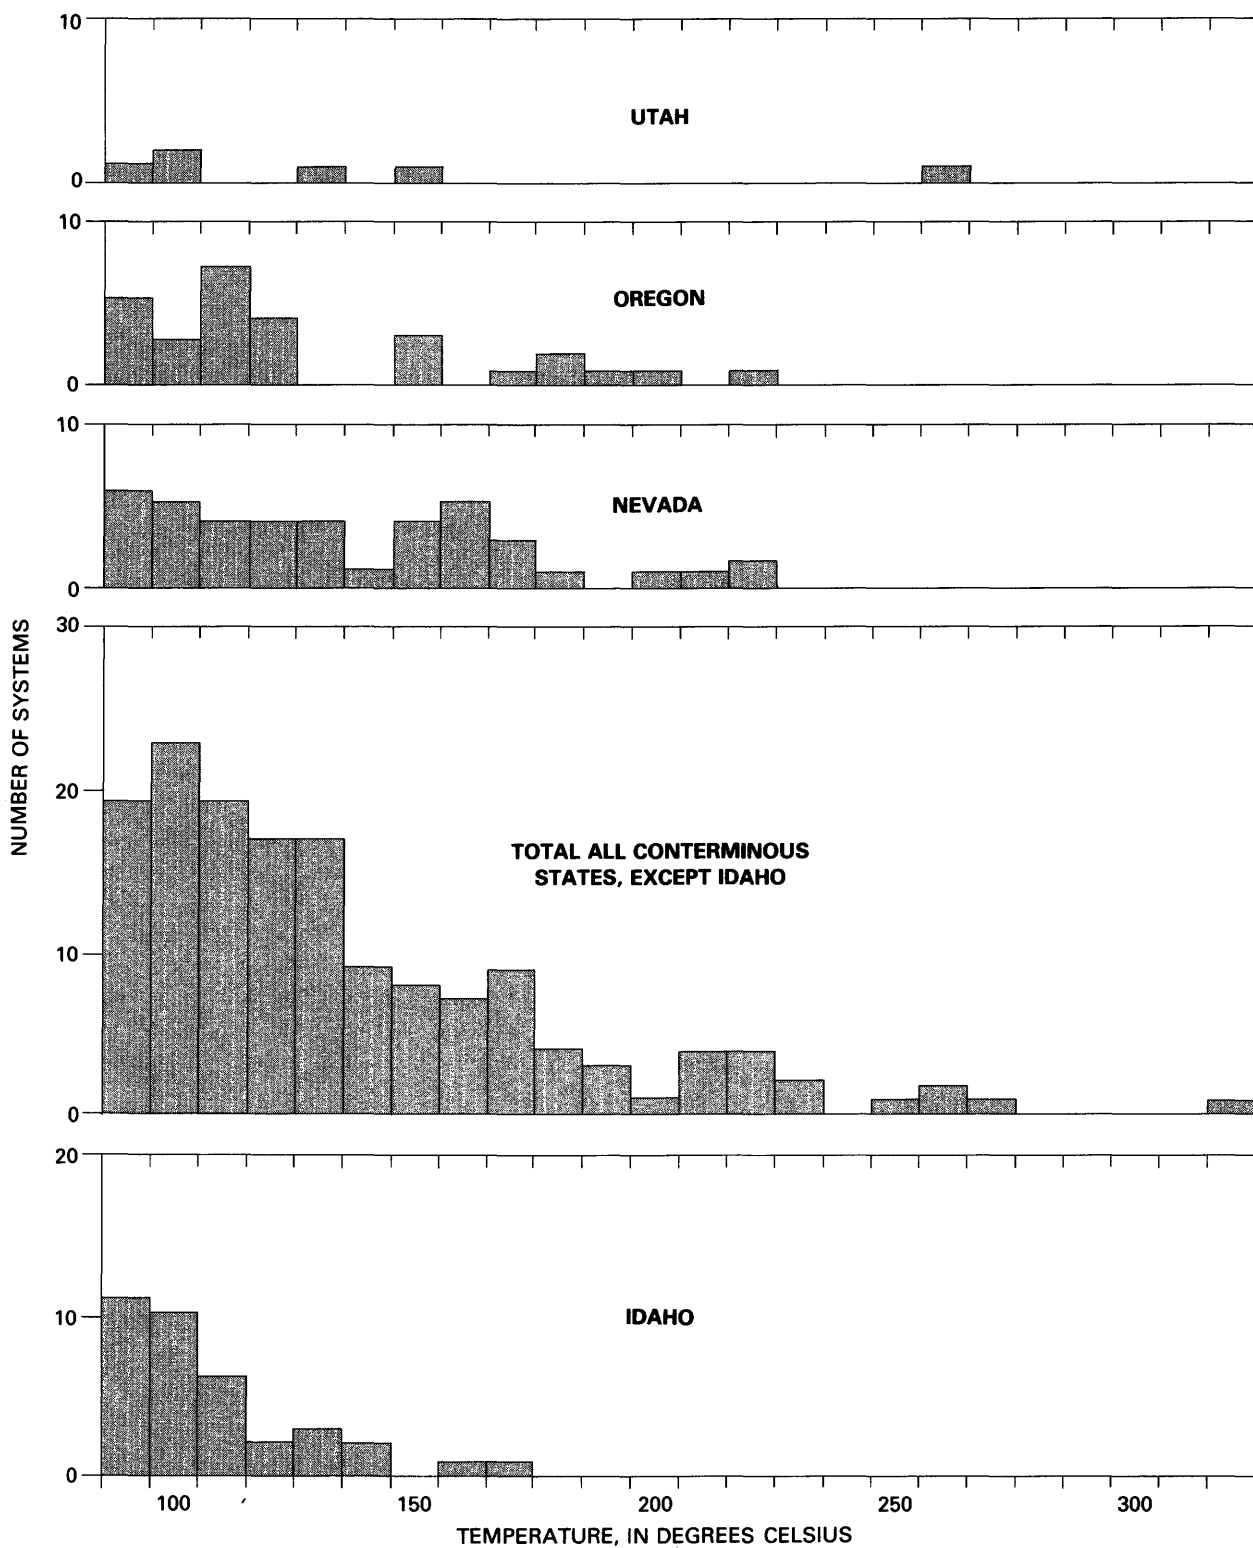 10
UTAH
0
10
OREGON
0
10
NEVADA
0
30
20
TOTAL ALL CONTERMINOUS
STATES, EXCEPT IDAHO
10
0
NUMBER OF SYSTEMS
20
10
IDAHO
0
100 150 200 250 300
TEMPERATURE, IN DEGREES CELSIUS